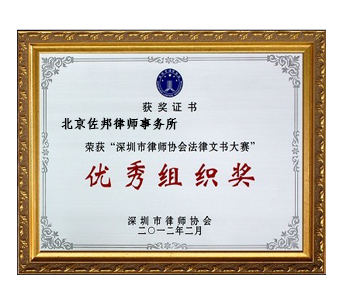 获奖证书
北京佐邦律师事务所
荣获“深圳市律师协会法律文书大赛”
优秀组织奖
深圳市律师协会
二〇一二年二月